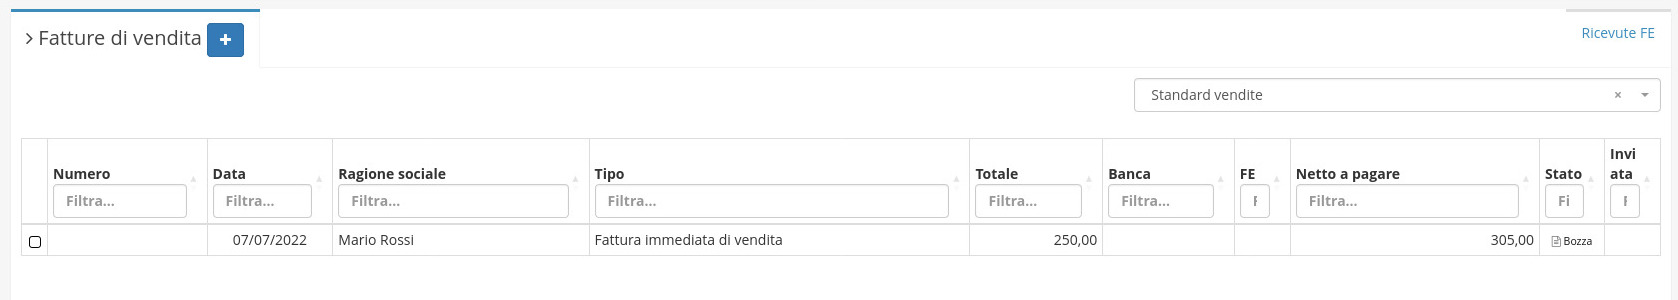 Fatture di vendita +
Ricevute FE
Standard vendite × 
Numero Data Ragione sociale Tipo Totale Banca FE Netto a pagare Stato Invi
ata
Filtra... Filtra... Filtra... Filtra... Filtra... Filtra... F Filtra... Fi F
07/07/2022 Mario Rossi Fattura immediata di vendita 250,00 305,00 Bozza